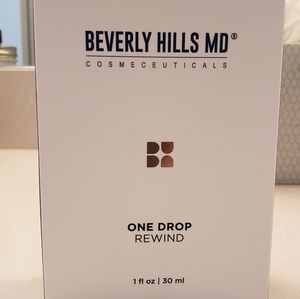 BEVERLY HILLS MD®
COSMECEUTICALS
ONE DROP
REWIND
1 fl oz | 30 ml